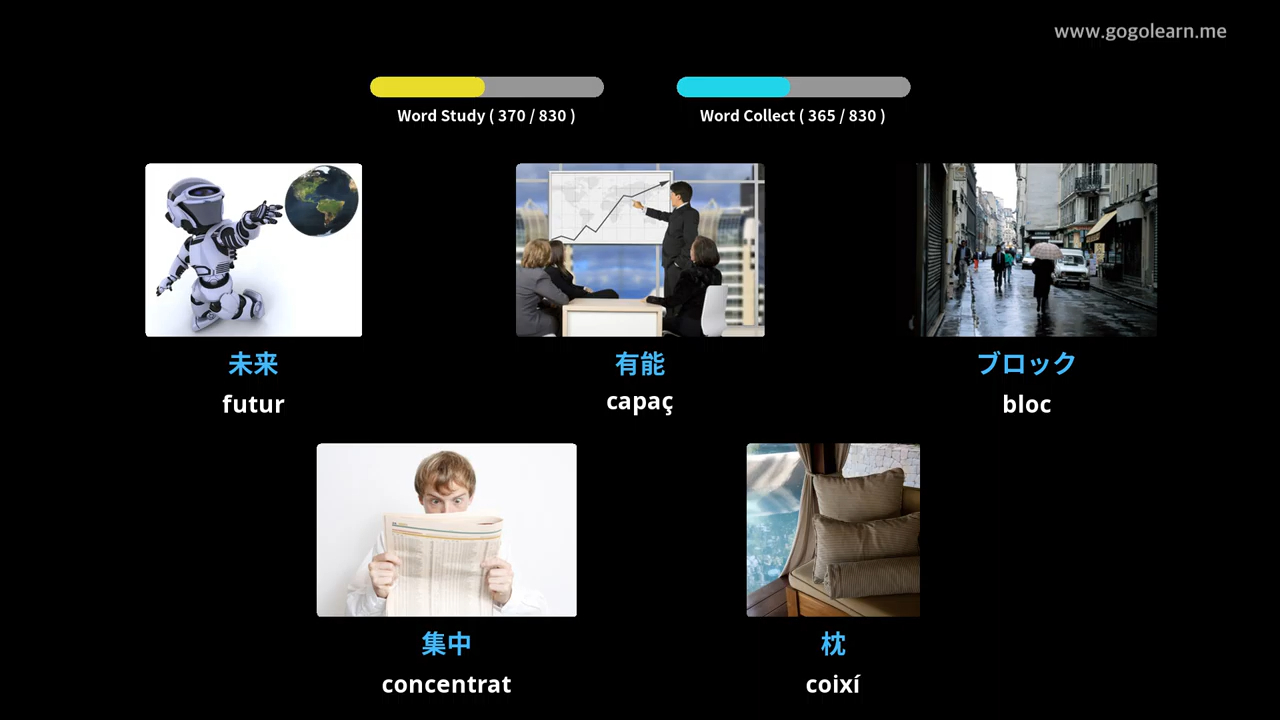 www.gogolearn.me
Word Study ( 370 / 830 )
Word Collect ( 365 / 830 )
未来
有能
ブロック
futur
capaç
bloc
集中
枕
concentrat
coixí